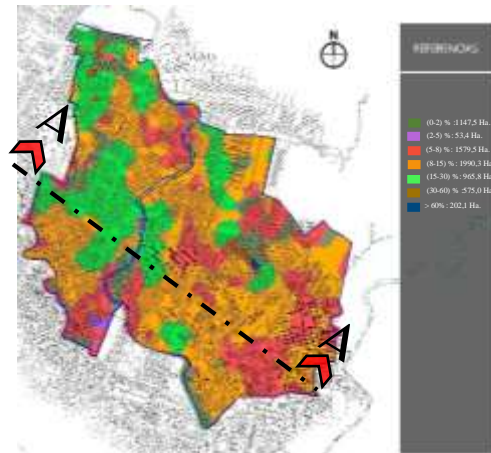 N
REFERENCIAS
A
(0-2) % :1147,5 Ha.
(2-5) % : 53,4 Ha.
(5-8) % : 1579,5 Ha.
(8-15) % : 1990,3 Ha.
(15-30) % : 965,8 Ha.
(30-60) % :575,0 Ha.
> 60% : 202,1 Ha.
A